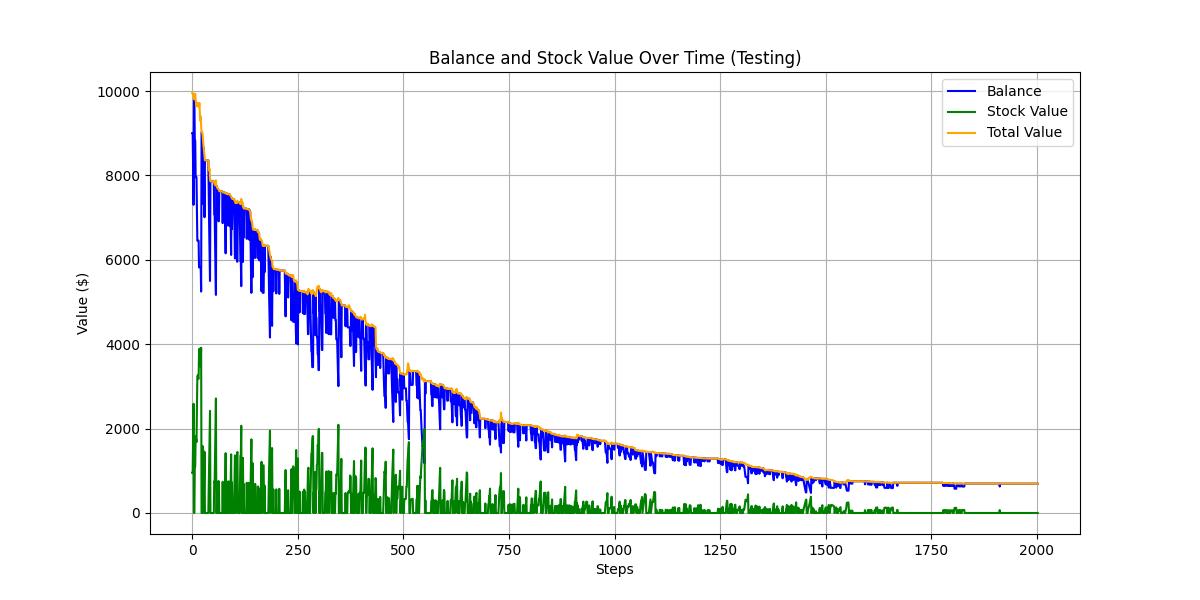 Balance and Stock Value Over Time (Testing)
Balance
Stock Value
Total Value
Value ($)
10000
8000
6000
4000
2000
0
0 250 500 750 1000 1250 1500 1750 2000
Steps